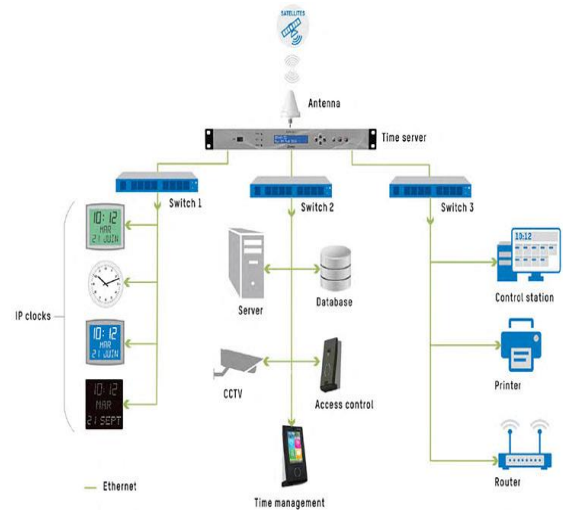 SATELLITES
Antenna
Time server
Switch 1
Switch 2
Switch 3
10:12
MAR
21 JUIN
IP clocks
10:12
MAR
21 JUIN
10:12
MAR
21 SEPT
Server
Database
CCTV
Access control
Time management
10:12
Control station
Printer
Router
Ethernet